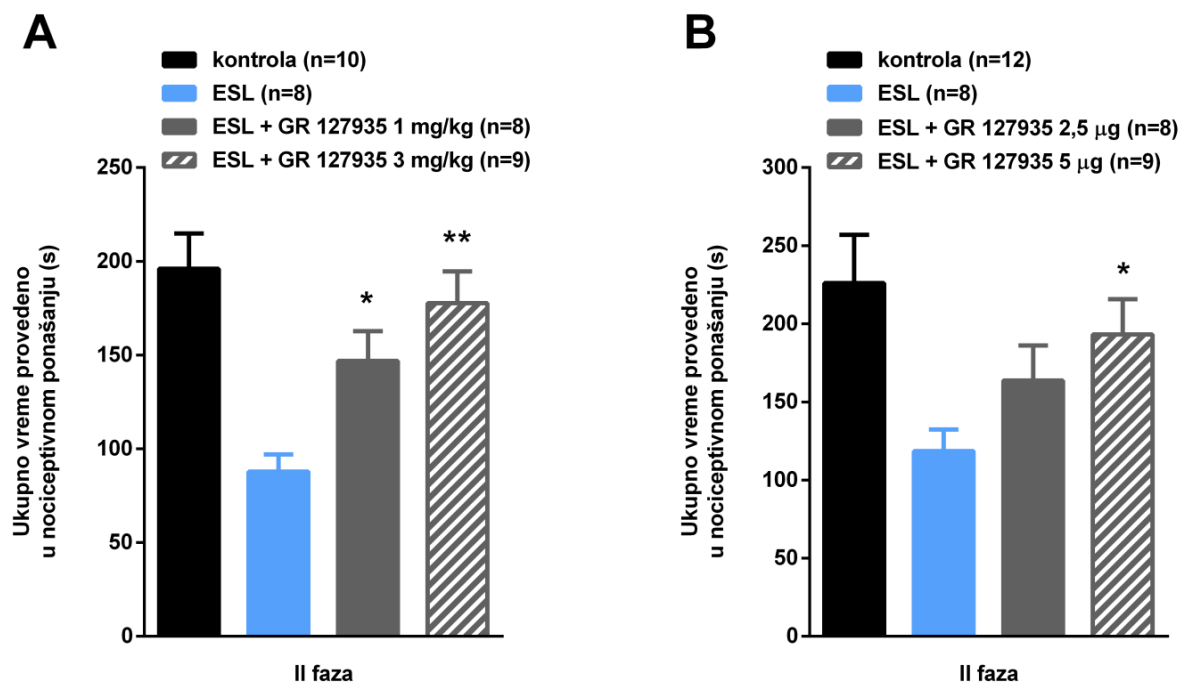 A
kontrola (n=10)
ESL (n=8)
ESL + GR 127935 1 mg/kg (n=8)
ESL + GR 127935 3 mg/kg (n=9)
Ukupno vreme provedeno
u nociceptivnom ponašanju (s)
250
200
150
100
50
0
*
**
II faza
B
kontrola (n=12)
ESL (n=8)
ESL + GR 127935 2,5 μg (n=8)
ESL + GR 127935 5 μg (n=9)
Ukupno vreme provedeno
u nociceptivnom ponašanju (s)
300
250
200
150
100
50
0
*
II faza